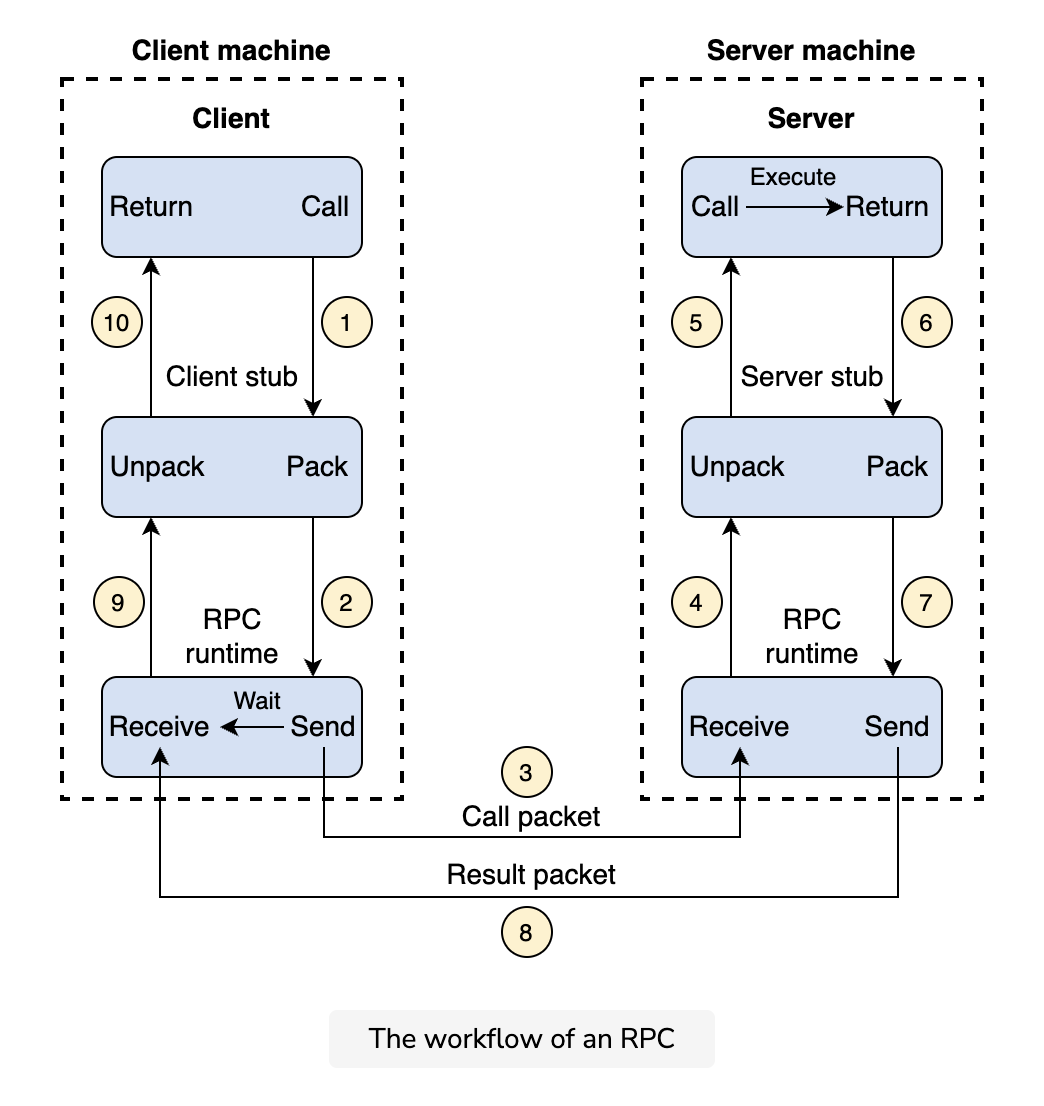 Client machine
Server machine
Client
Server
Return
Call
Execute
Call
Return
10
1
5
6
Client stub
Server stub
Unpack
Pack
Unpack
Pack
9
2
4
7
RPC
runtime
RPC
runtime
Wait
Receive
Send
Receive
Send
3
Call packet
Result packet
8
The workflow of an RPC